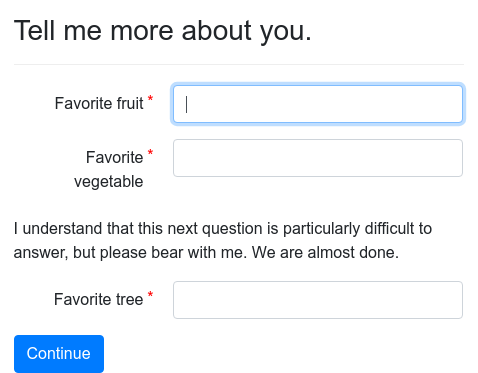 Tell me more about you.
Favorite fruit *
Favorite *
vegetable
I understand that this next question is particularly difficult to
answer, but please bear with me. We are almost done.
Favorite tree *
Continue